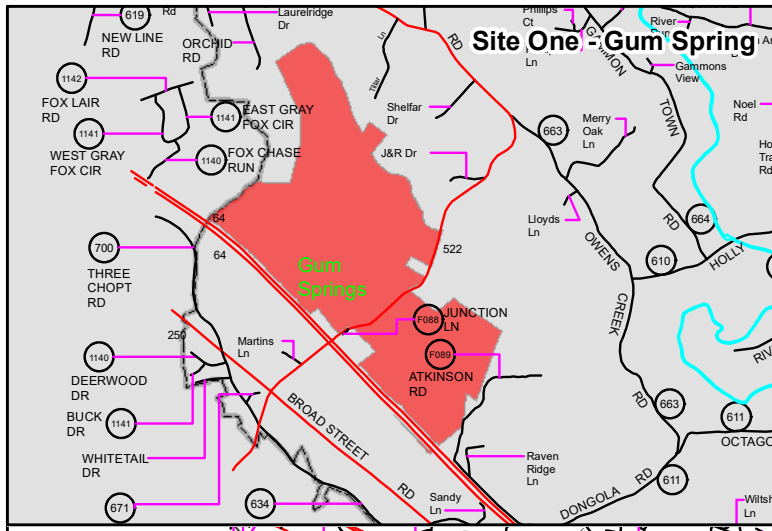 Site One - Gum Spring
619
NEW LINE
RD
Rd
Laurelridge
Dr
ORCHID
RD
Ln
RD
Phillips
Ct
Ln
GAMMON
TOWN
RD
River
Gammons
View
Noel
Rd
1142
FOX LAIR
RD
1141
EAST GRAY
FOX CIR
1141
WEST GRAY
FOX CIR
1140
FOX CHASE
RUN
Shelfar
Dr
J&R Dr
663
Merry
Oak
Ln
Lloyds
Ln
664
610
HOLLY
OWENS
CREEK
RD
64
64
522
700
THREE
CHOPT
RD
Gum
Springs
250
Martins
Ln
F088
JUNCTION
LN
F089
ATKINSON
RD
1140
DEERWOOD
DR
BUCK
DR
1141
WHITETAIL
DR
BROAD STREET
RD
671
634
Sandy
Ln
Raven
Ridge
Ln
663
611
OCTAGO
611
DONGOLA
RD
Wiltsh
Ln